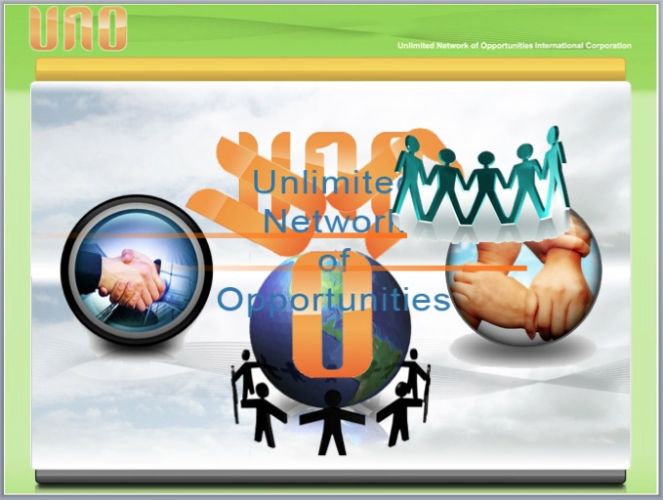 UNO
Unlimited Network of Opportunities International Corporation
Unlimited
Network
of
Opportunities